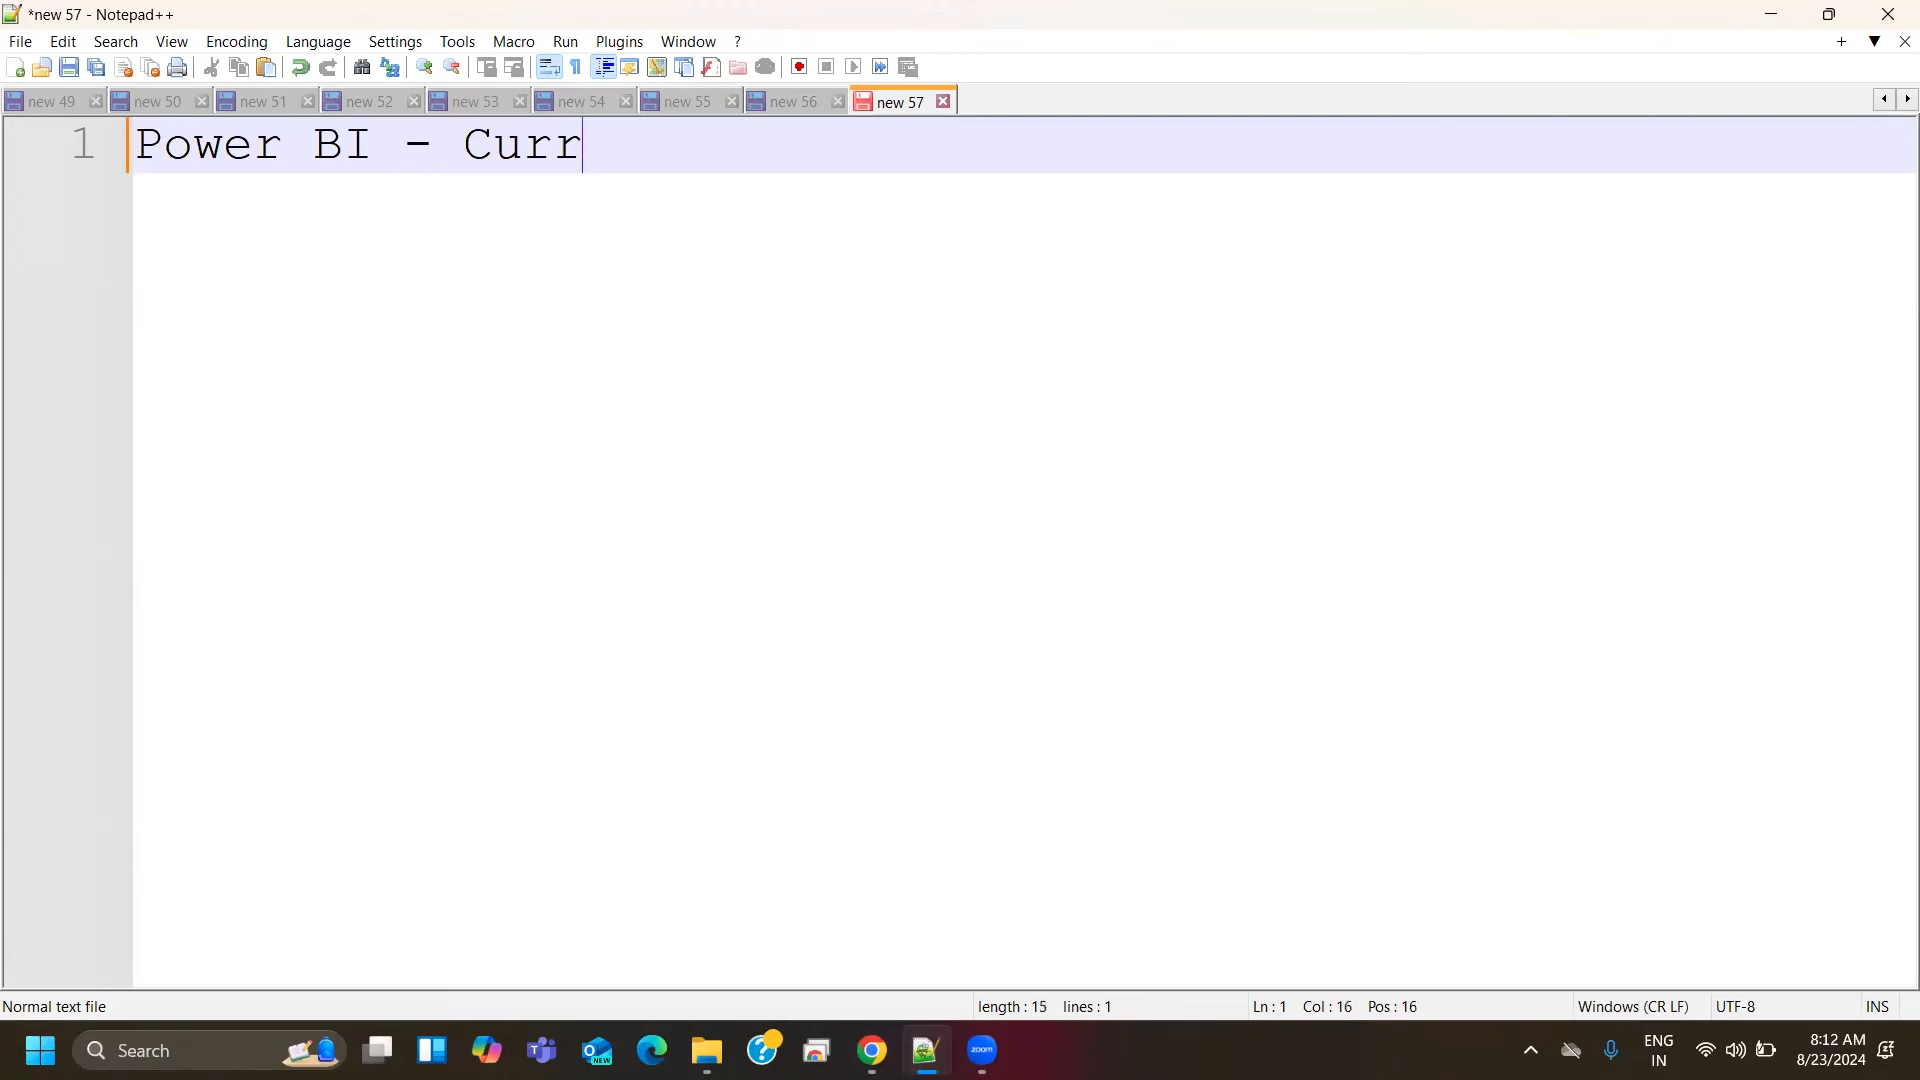 *new 57 - Notepad++
File Edit Search View Encoding Language Settings Tools Macro Run Plugins Window ?
new 49 new 50 new 51 new 52 new 53 new 54 new 55 new 56 new 57
1 Power BI - Curr
Normal text file length : 15 lines : 1 Ln : 1 Col : 16 Pos : 16 Windows (CR LF) UTF-8 INS
Search NEW zoom ENG 8:12 AM
IN 8/23/2024